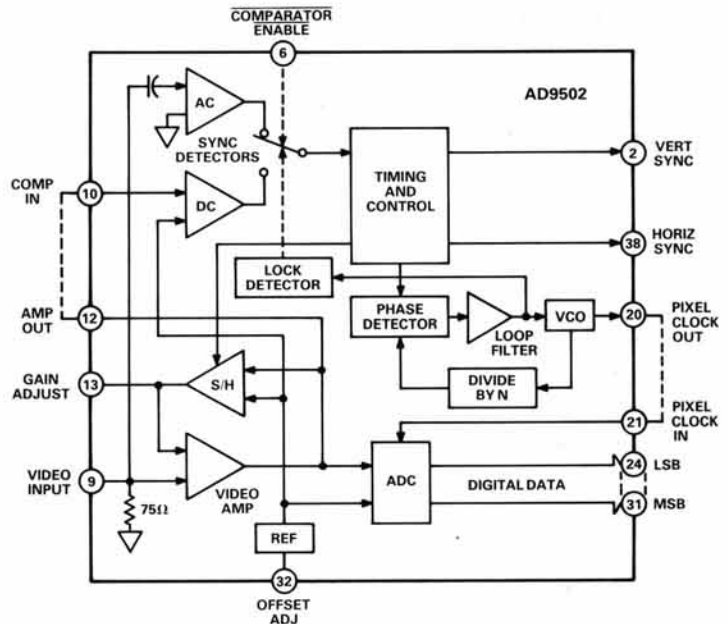 COMPARATOR
ENABLE
6
AD9502
AC
SYNC
DETECTORS
TIMING
AND
CONTROL
2
VERT
SYNC
COMP
IN
10
DC
38
HORIZ
SYNC
LOCK
DETECTOR
AMP
OUT
12
PHASE
DETECTOR
LOOP
FILTER
VCO
20
PIXEL
CLOCK
OUT
GAIN
ADJUST
13
S/H
DIVIDE
BY N
21
PIXEL
CLOCK
IN
VIDEO
INPUT
9
75Ω
VIDEO
AMP
ADC
DIGITAL DATA
24
LSB
31
MSB
REF
32
OFFSET
ADJ